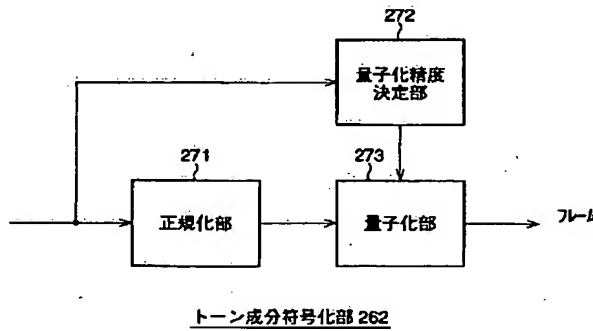 272
量子化精度
決定部
271
正規化部
273
量子化部
フレーム
トーン成分符号化部 262